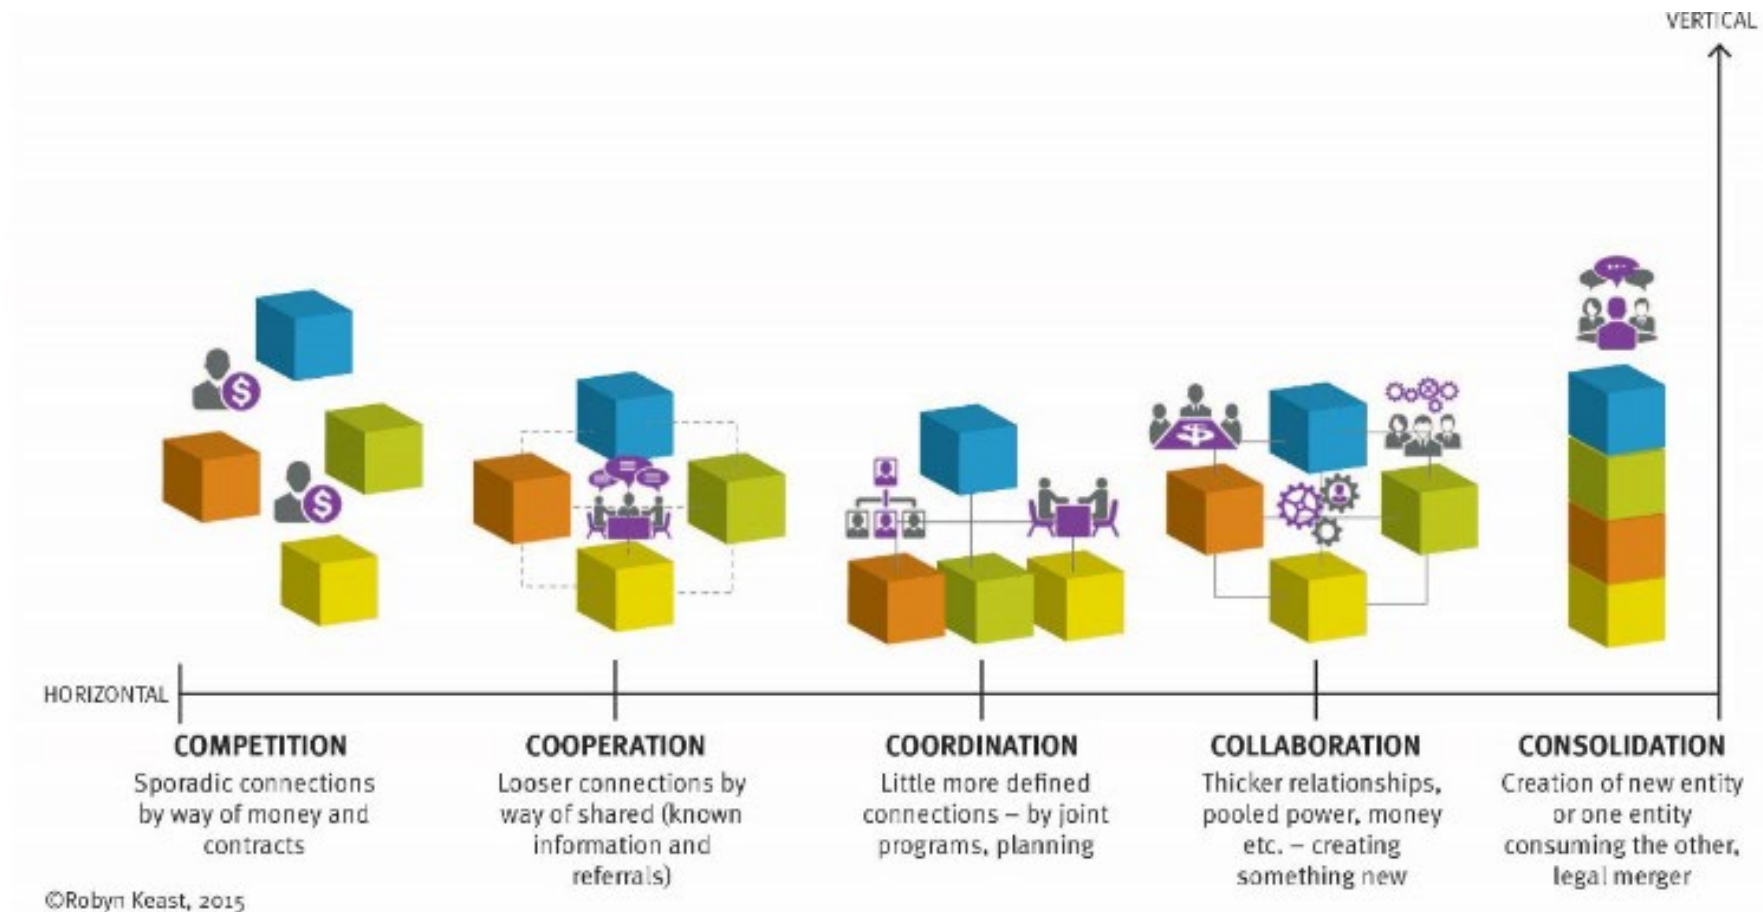 VERTICAL
HORIZONTAL
COMPETITION
Sporadic connections
by way of money and
contracts
COOPERATION
Looser connections by
way of shared (known
information and
referrals)
COORDINATION
Little more defined
connections – by joint
programs, planning
COLLABORATION
Thicker relationships,
pooled power, money
etc. – creating
something new
CONSOLIDATION
Creation of new entity
or one entity
consuming the other,
legal merger
©Robyn Keast, 2015